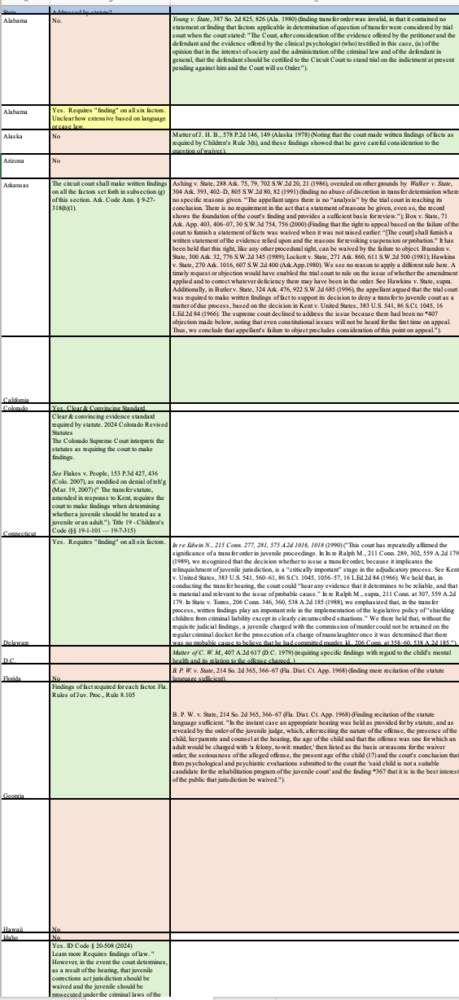 State
Addressed by statute?
Alabama
No.
Young v. State, 387 So. 2d 825, 826 (Ala. 1980) (finding transfer order was invalid, in that it contained no
statement or finding that factors applicable in determination of question of transfer were considered by trial
court when the court stated: "The Court, after consideration of the evidence offered by the petitioner and the
defendant and the evidence offered by the clinical psychologist (who) testified in this case, (is) of the
opinion that in the interest of society and the administration of the criminal law and of the defendant in
general, that the defendant should be certified to the Circuit Court to stand trial on the indictment at present
pending against him and the Court will so Order.").
Alabama
Yes. Requires "finding" on all six factors.
Unclear how extensive based on language
or case law.
Alaska
No
Matter of J. H. B., 578 P.2d 146, 149 (Alaska 1978) (Noting that the court made written findings of facts as
required by Children's Rule 3(h), and these findings showed that he gave careful consideration to the
question of waiver.).
Arizona
No
Arkansas
The circuit court shall make written findings
on all the factors set forth in subsection (g)
of this section. Ark. Code Ann. § 9-27-
318(h)(1).
Ashing v. State, 288 Ark. 75, 79, 702 S.W.2d 20, 21 (1986), overuled on other grounds by Walker v. State,
304 Ark. 393, 402–D, 805 S.W.2d 80, 82 (1991) (finding no abuse of discretion in transfer determiation where
no specific reasons given. "The appellant urges there is no “analysis” by the trial court in reaching its
conclusion. There is no requirement in the act that a statement of reasons be given, even so, the record
shows the foundation of the court's finding and provides a sufficient basis for review."); Box v. State, 71
Ark. App. 403, 406–07, 30 S.W.3d 754, 756 (2000) (Finding that the right to appeal based on the failure of the
court to furnish a statement of facts was waived when it was not raised earlier: “[The court] shall furnish a
written statement of the evidence relied upon and the reasons for revoking suspension or probation.” It has
been held that this right, like any other procedural right, can be waived by the failure to object. Brandon v.
State, 300 Ark. 32, 776 S.W.2d 345 (1989); Lockett v. State, 271 Ark. 860, 611 S.W.2d 500 (1981); Hawkins v.
State, 270 Ark. 1016, 607 S.W.2d 400 (Ark.App.1980). We see no reason to apply a different rule here. A
timely request or objection would have enabled the trial court to rule on the issue of whether the amendment
applied and to correct whatever deficiency there may have been in the order. See Hawkins v. State, supra.
Additionally, in Butler v. State, 324 Ark. 476, 922 S.W.2d 685 (1996), the appellant argued that the trial court
was required to make written findings of fact to support its decision to deny a transfer to juvenile court as a
matter of due process, based on the decision in Kent v. United States, 383 U.S. 541, 86 S.Ct. 1045, 16
L.Ed.2d 84 (1966). The supreme court declined to address the issue because there had been no *407
objection made below, noting that even constitutional issues will not be heard for the first time on appeal.
Thus, we conclude that appellant's failure to object precludes consideration of this point on appeal.").
California
Colorado
Yes. Clear & Convincing Standard.
Clear & convincing evidence standard
required by statute. 2024 Colorado Revised
Statutes
The Colorado Supreme Court interprets the
statutes as requiring the court to make
findings.
See Flakes v. People, 153 P.3d 427, 436
(Colo. 2007), as modified on denial of reh'g
(Mar. 19, 2007) (" The transfer statute,
amended in response to Kent, requires the
court to make findings when determining
whether a juvenile should be treated as a
juvenile or an adult."). Title 19 - Children's
Code (§§ 19-1-101 — 19-7-315)
Connecticut
Yes. Requires "finding" on all six factors.
In re Edwin N., 215 Conn. 277, 281, 575 A.2d 1016, 1018 (1990) ("This court has repeatedly affirmed the
significance of a transfer order in juvenile proceedings. In In re Ralph M., 211 Conn. 289, 302, 559 A.2d 179
(1989), we recognized that the decision whether to issue a transfer order, because it implicates the
relinquishment of juvenile jurisdiction, is a “critically important” stage in the adjudicatory process. See Kent
v. United States, 383 U.S. 541, 560–61, 86 S.Ct. 1045, 1056–57, 16 L.Ed.2d 84 (1966). We held that, in
conducting the transfer hearing, the court could “hear any evidence that it determines to be reliable, and that
is material and relevant to the issue of probable cause.” In re Ralph M., supra, 211 Conn. at 307, 559 A.2d
179. In State v. Torres, 206 Conn. 346, 360, 538 A.2d 185 (1988), we emphasized that, in the transfer
process, written findings play an important role in the implementation of the legislative policy of “shielding
children from criminal liability except in clearly circumscribed situations.” We there held that, without the
requisite judicial findings, a juvenile charged with the commission of murder could not be retained on the
regular criminal docket for the prosecution of a charge of manslaughter once it was determined that there
was no probable cause to believe that he had committed murder. Id., 206 Conn. at 358–60, 538 A.2d 185.")
Delaware
D.C.
Matter of C. W. M., 407 A.2d 617 (D.C. 1979) (requiring specific findings with regard to the child's mental
health and its relation to the offense charged. )
Florida
No
B. P. W. v. State, 214 So. 2d 365, 366–67 (Fla. Dist. Ct. App. 1968) (finding mere recitation of the statute
language sufficient).
Findings of fact required for each factor. Fla.
Rules of Juv. Proc., Rule 8.105
B. P. W. v. State, 214 So. 2d 365, 366–67 (Fla. Dist. Ct. App. 1968) (Finding recitation of the statute
language sufficient. "In the instant case an appropriate hearing was held as provided for by statute, and as
revealed by the order of the juvenile judge, which, after reciting the nature of the offense, the presence of the
child, her parents and counsel at the hearing, the age of the child and that the offense was one for which an
adult would be charged with 'a felony, to-wit: murder,' then listed as the basis or reasons for the waiver
order, the seriousness of the alleged offense, the present age of the child (17) and the court's conclusion that
from psychological and psychiatric evaluations submitted to the court the 'said child is not a suitable
candidate for the rehabilitation program of the juvenile court' and the finding *367 that it is in the best interest
of the public that jurisdiction be waived.").
Georgia
Hawaii
No
Idaho
No
Yes. ID Code § 20-508 (2024)
Learn more Requires findings of law. "
However, in the event the court determines,
as a result of the hearing, that juvenile
corrections act jurisdiction should be
waived and the juvenile should be
prosecuted under the criminal laws of the